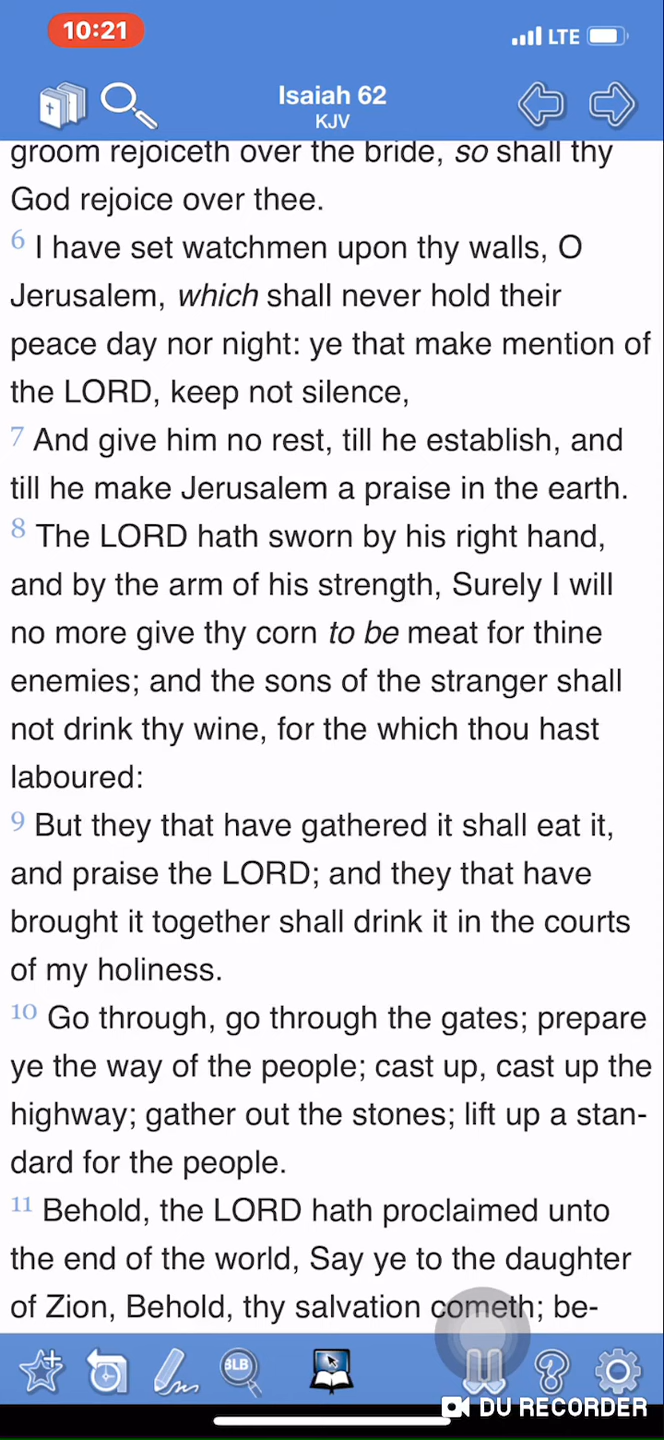 10:21
LTE
Isaiah 62
KJV
groom rejoiceth over the bride, so shall thy
God rejoice over thee.
6 I have set watchmen upon thy walls, O
Jerusalem, which shall never hold their
peace day nor night: ye that make mention of
the LORD, keep not silence,
7 And give him no rest, till he establish, and
till he make Jerusalem a praise in the earth.
8 The LORD hath sworn by his right hand,
and by the arm of his strength, Surely I will
no more give thy corn to be meat for thine
enemies; and the sons of the stranger shall
not drink thy wine, for the which thou hast
laboured:
9 But they that have gathered it shall eat it,
and praise the LORD; and they that have
brought it together shall drink it in the courts
of my holiness.
10 Go through, go through the gates; prepare
ye the way of the people; cast up, cast up the
highway; gather out the stones; lift up a stan-
dard for the people.
11 Behold, the LORD hath proclaimed unto
the end of the world, Say ye to the daughter
of Zion, Behold, thy salvation cometh; be-
BLB
DU RECORDER